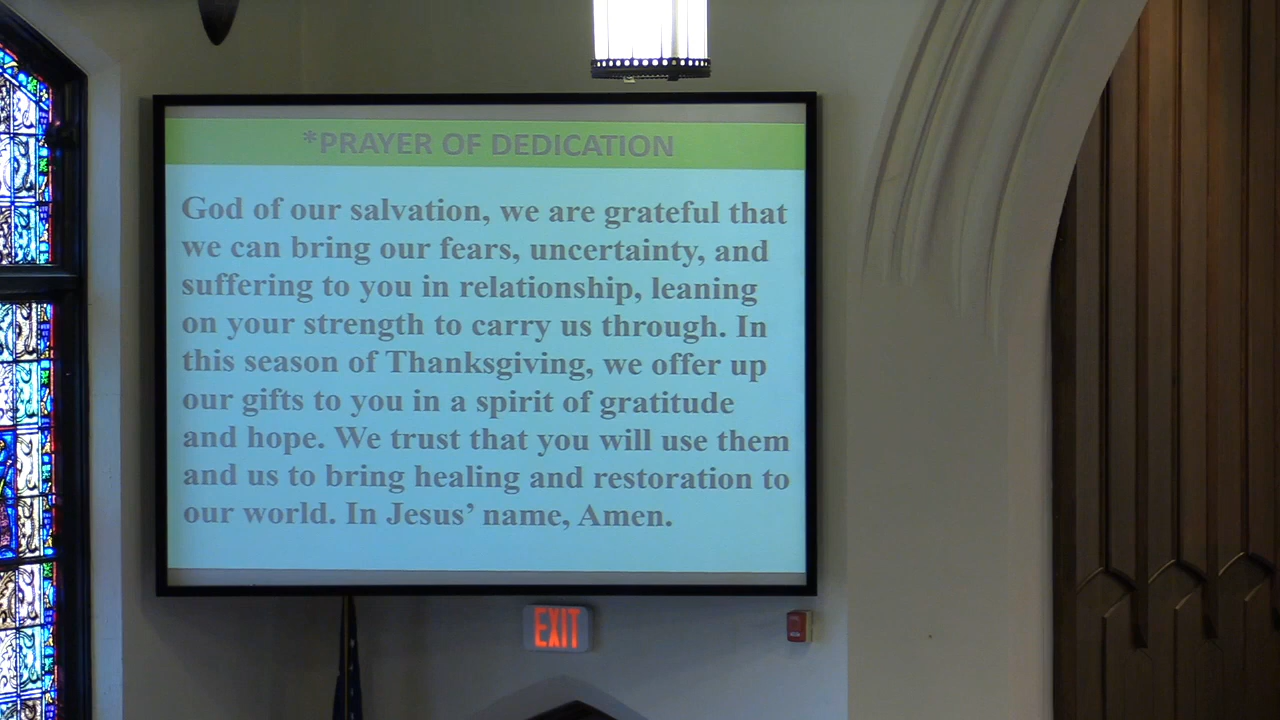 *PRAYER OF DEDICATION
God of our salvation, we are grateful that
we can bring our fears, uncertainty, and
suffering to you in relationship, leaning
on your strength to carry us through. In
this season of Thanksgiving, we offer up
our gifts to you in a spirit of gratitude
and hope. We trust that you will use them
and us to bring healing and restoration to
our world. In Jesus’ name, Amen.
EXIT